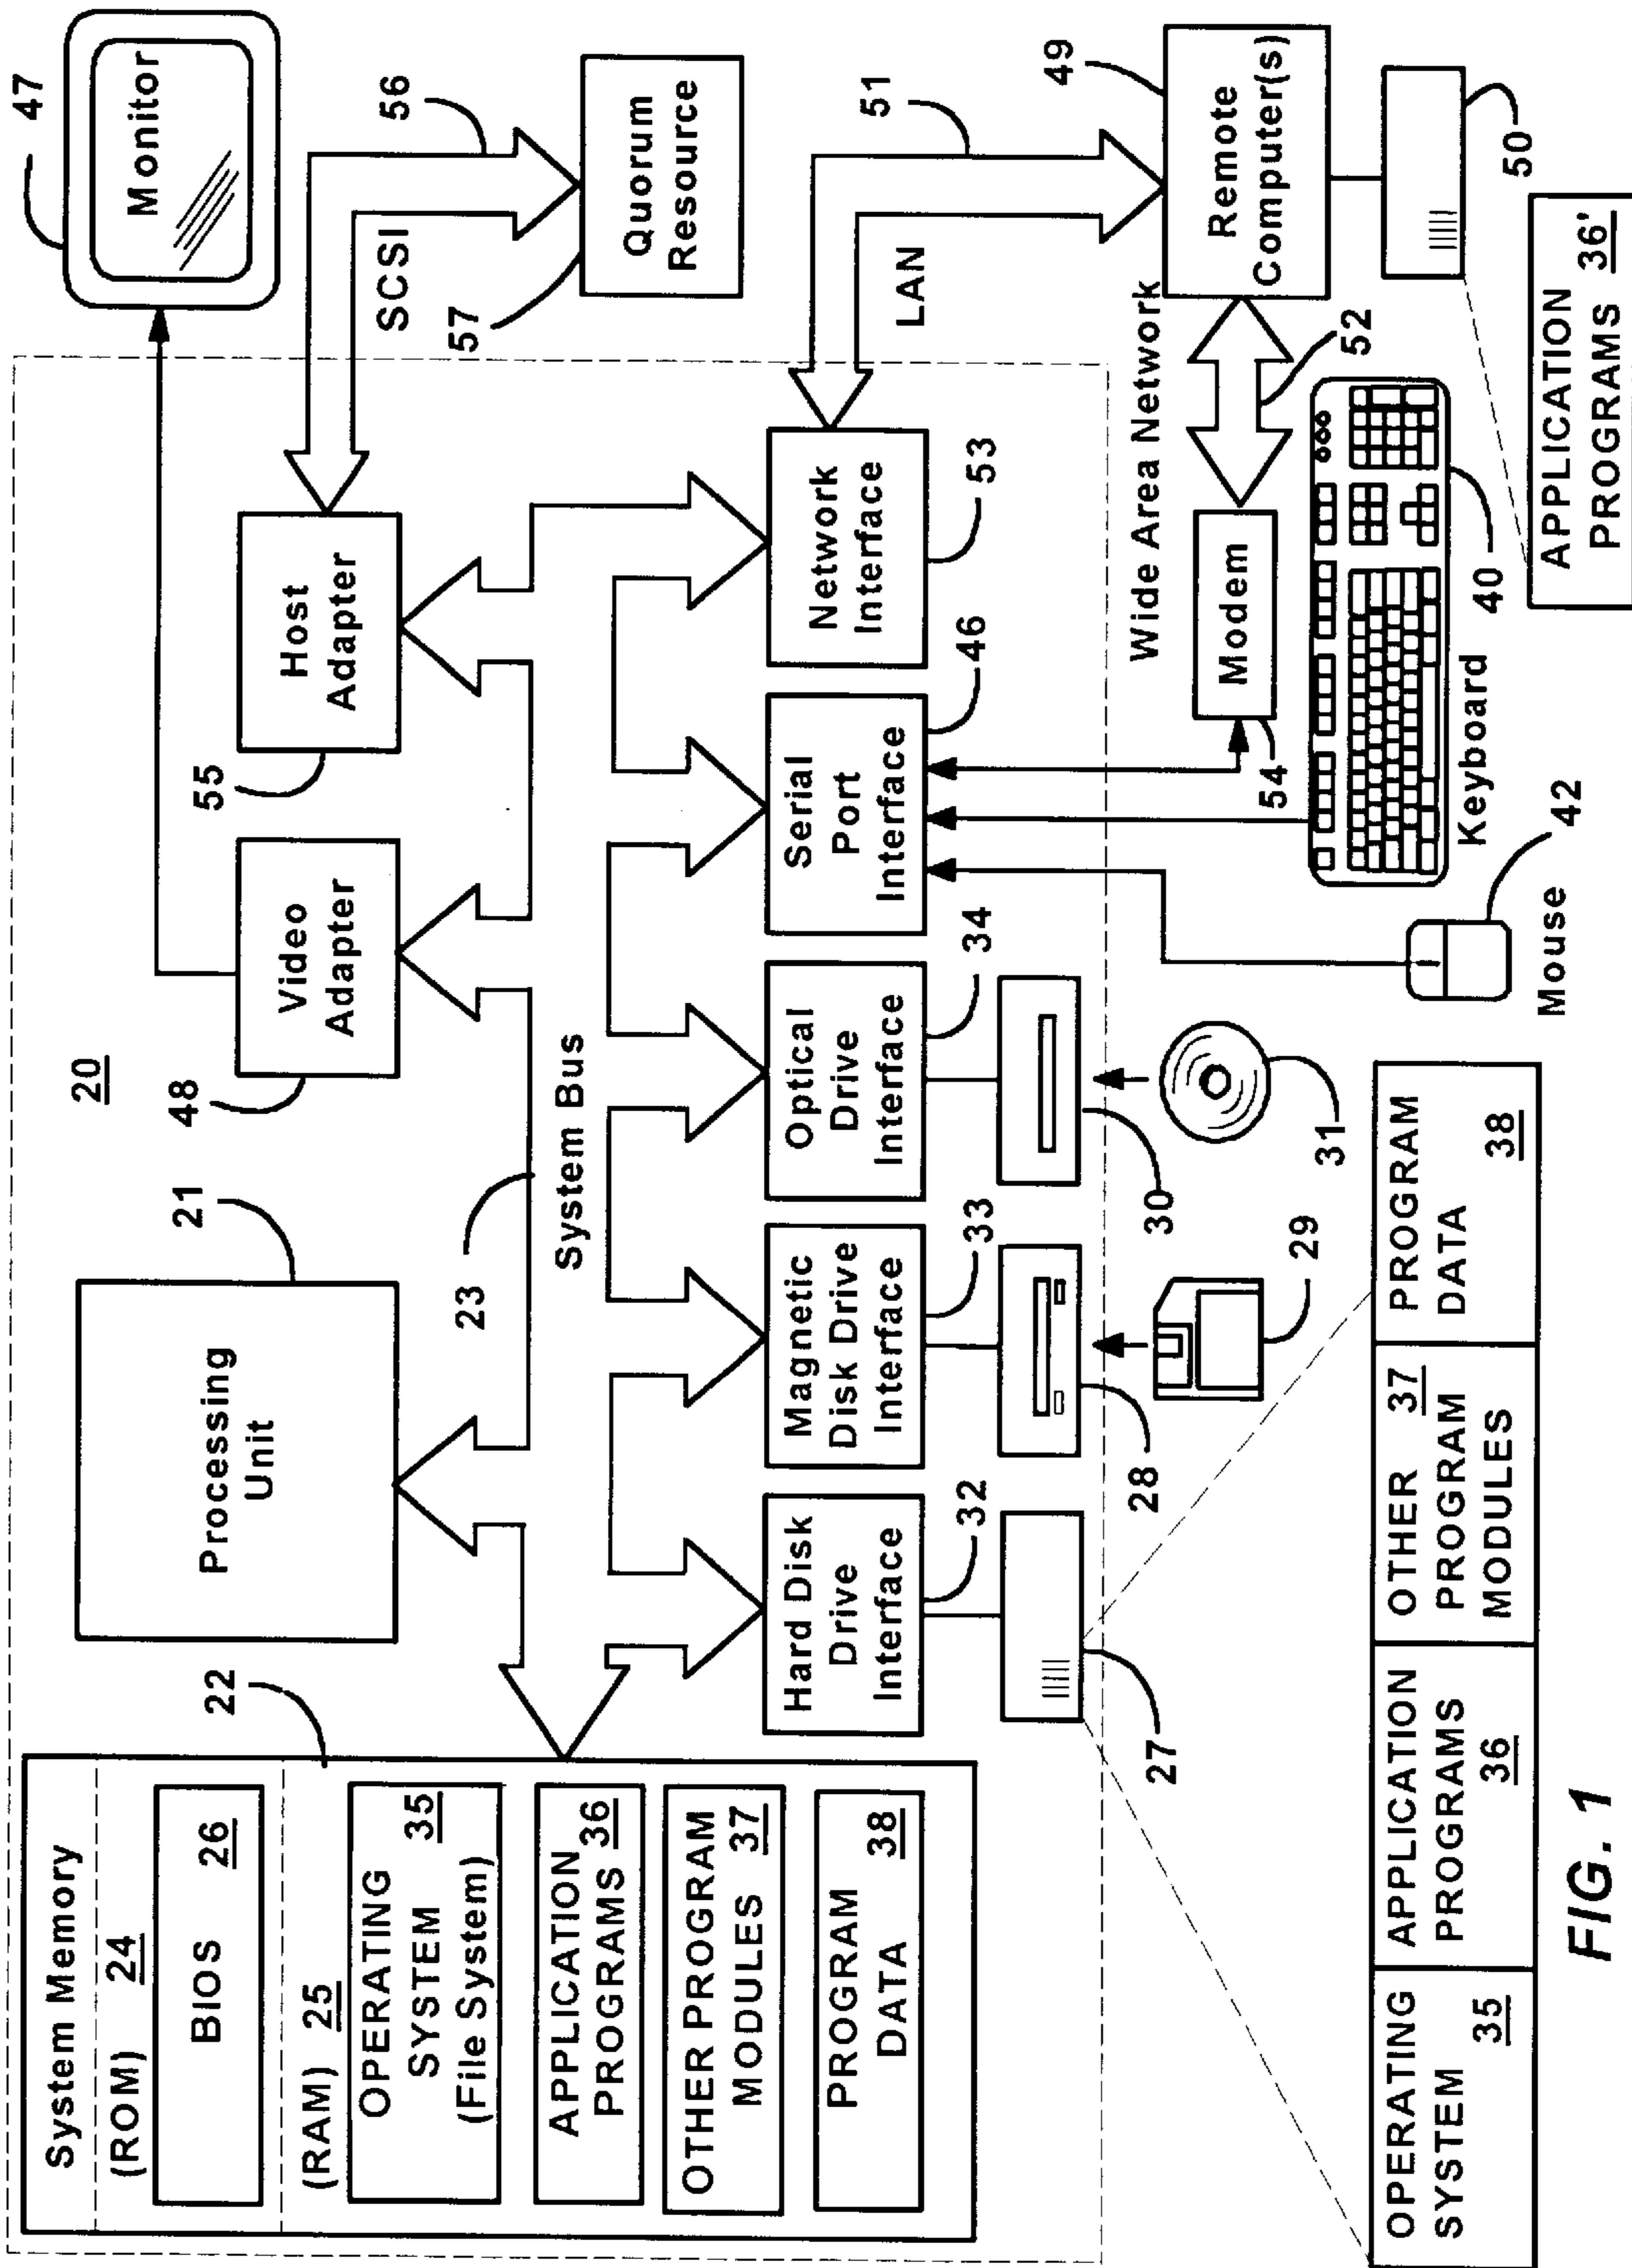 System Memory
(ROM) 24
BIOS 26
(RAM) 25
OPERATING
SYSTEM 35
(File System)
APPLICATION
PROGRAMS 36
OTHER PROGRAM
MODULES 37
PROGRAM
DATA 38
22
20
Processing
Unit
21
23
System Bus
Video
Adapter
48
Host
Adapter
55
47
Monitor
SCSI
56
Quorum
Resource
57
Hard Disk
Drive
Interface
32
Magnetic
Disk Drive
Interface
33
Optical
Drive
Interface
34
Serial
Port
Interface
46
Network
Interface
53
LAN
51
27
28
29
30
31
Wide Area Network
Modem
54
52
Remote
Computer(s)
49
50
Keyboard
40
Mouse
42
OPERATING
SYSTEM
35
APPLICATION
PROGRAMS
36
OTHER 37
PROGRAM
MODULES
PROGRAM
DATA
38
APPLICATION
PROGRAMS 36'
FIG. 1